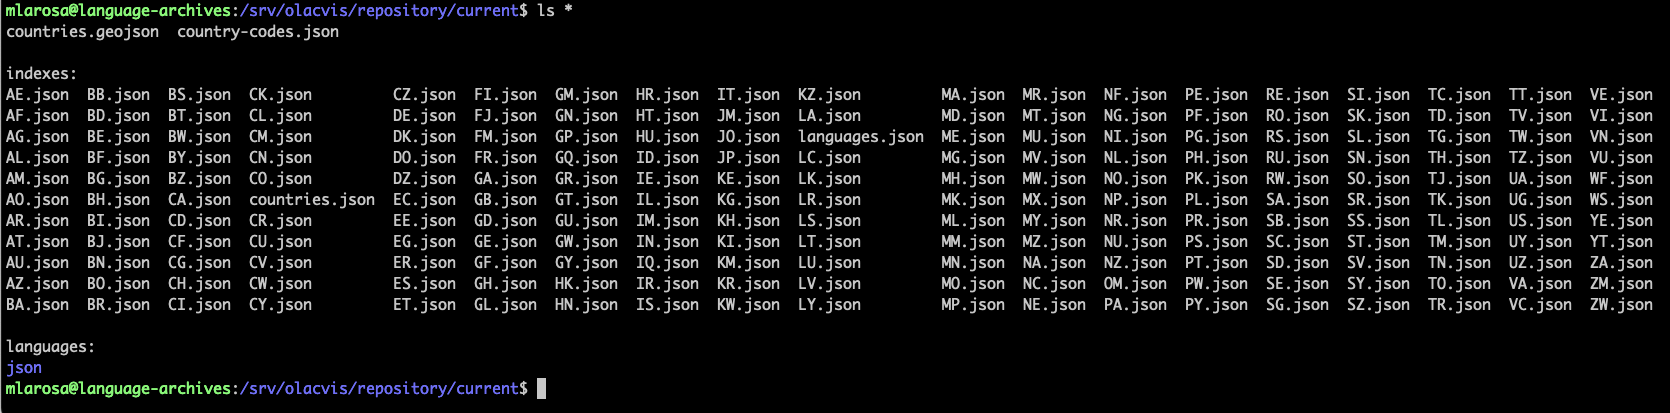 mlarosa@language-archives:/srv/olacvis/repository/current$ ls *
countries.geojson  country-codes.json

indexes:
AE.json  BB.json  BS.json  CK.json         CZ.json  FI.json  GM.json  HR.json  IT.json  KZ.json         MA.json  MR.json  NF.json  PE.json  RE.json  SI.json  TC.json  TT.json  VE.json
AF.json  BD.json  BT.json  CL.json         DE.json  FJ.json  GN.json  HT.json  JM.json  LA.json         MD.json  MT.json  NG.json  PF.json  RO.json  SK.json  TD.json  TV.json  VI.json
AG.json  BE.json  BW.json  CM.json         DK.json  FM.json  GP.json  HU.json  JO.json  languages.json  ME.json  MU.json  NI.json  PG.json  RS.json  SL.json  TG.json  TW.json  VN.json
AL.json  BF.json  BY.json  CN.json         DO.json  FR.json  GQ.json  ID.json  JP.json  LC.json         MG.json  MV.json  NL.json  PH.json  RU.json  SN.json  TH.json  TZ.json  VU.json
AM.json  BG.json  BZ.json  CO.json         DZ.json  GA.json  GR.json  IE.json  KE.json  LK.json         MH.json  MW.json  NO.json  PK.json  RW.json  SO.json  TJ.json  UA.json  WF.json
AO.json  BH.json  CA.json  countries.json  EC.json  GB.json  GT.json  IL.json  KG.json  LR.json         MK.json  MX.json  NP.json  PL.json  SA.json  SR.json  TK.json  UG.json  WS.json
AR.json  BI.json  CD.json  CR.json         EE.json  GD.json  GU.json  IM.json  KH.json  LS.json         ML.json  MY.json  NR.json  PR.json  SB.json  SS.json  TL.json  US.json  YE.json
AT.json  BJ.json  CF.json  CU.json         EG.json  GE.json  GW.json  IN.json  KI.json  LT.json         MM.json  MZ.json  NU.json  PS.json  SC.json  ST.json  TM.json  UY.json  YT.json
AU.json  BN.json  CG.json  CV.json         ER.json  GF.json  GY.json  IQ.json  KM.json  LU.json         MN.json  NA.json  NZ.json  PT.json  SD.json  SV.json  TN.json  UZ.json  ZA.json
AZ.json  BO.json  CH.json  CW.json         ES.json  GH.json  HK.json  IR.json  KR.json  LV.json         MO.json  NC.json  OM.json  PW.json  SE.json  SY.json  TO.json  VA.json  ZM.json
BA.json  BR.json  CI.json  CY.json         ET.json  GL.json  HN.json  IS.json  KW.json  LY.json         MP.json  NE.json  PA.json  PY.json  SG.json  SZ.json  TR.json  VC.json  ZW.json

languages:
json
mlarosa@language-archives:/srv/olacvis/repository/current$